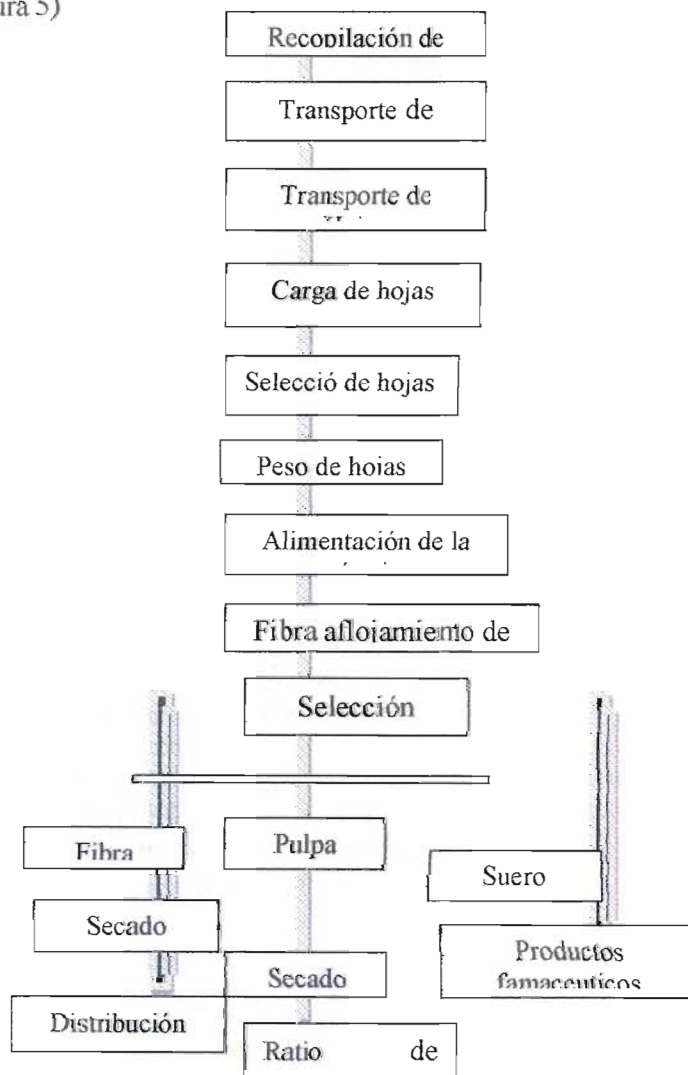 ura 5)
Recopilación de
Transporte de
Transporte de
Carga de hojas
Selecció de hojas
Peso de hojas
Alimentación de la
Fibra aflojamiento de
Selección
Fibra
Pulpa
Suero
Secado
Secado
Productos
famaceuticos
Distribución
Ratio de